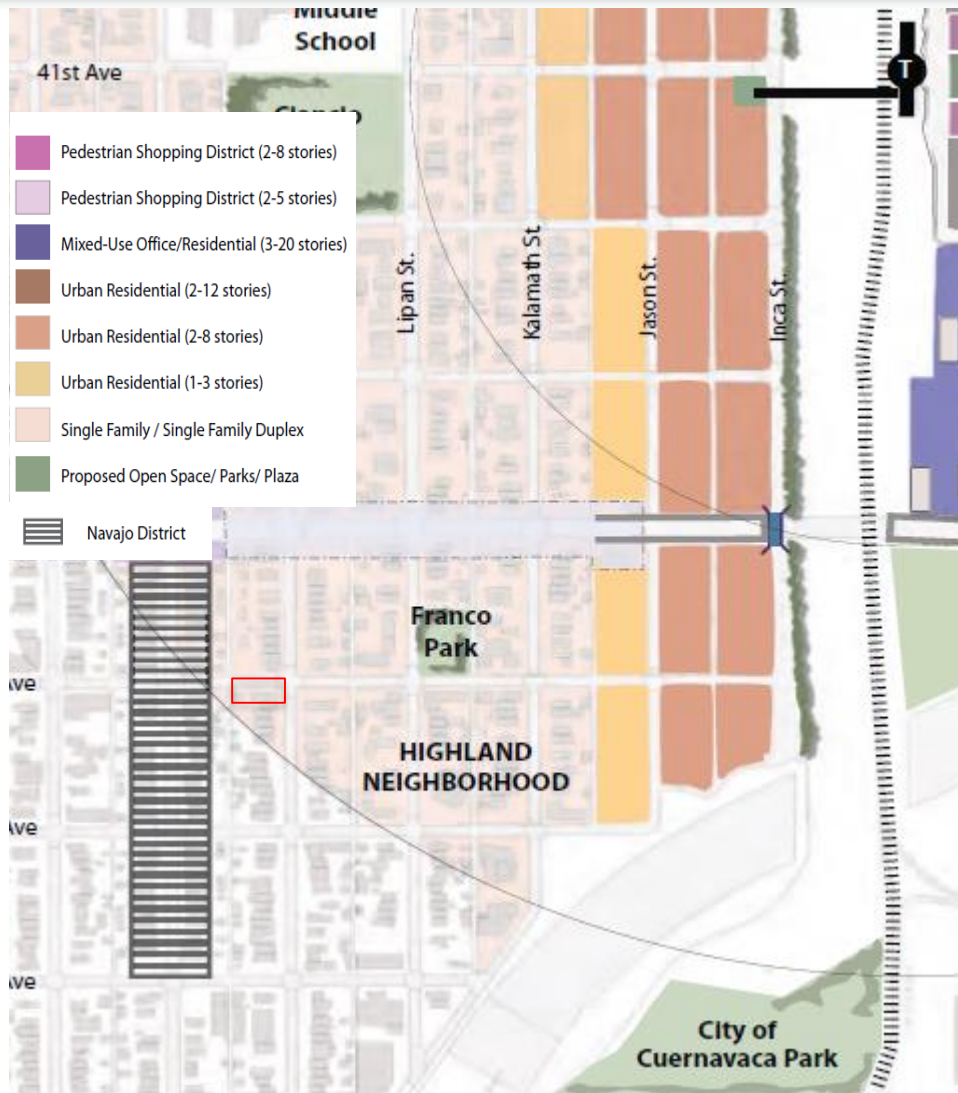 Middle
School
41st Ave
T
Pedestrian Shopping District (2-8 stories)
Pedestrian Shopping District (2-5 stories)
Mixed-Use Office/Residential (3-20 stories)
Urban Residential (2-12 stories)
Urban Residential (2-8 stories)
Urban Residential (1-3 stories)
Single Family / Single Family Duplex
Proposed Open Space/ Parks/ Plaza
Navajo District
Lipan St.
Kalamath St.
Jason St.
Inca St.
Franco
Park
ve
HIGHLAND
NEIGHBORHOOD
Ave
ve
City of
Cuernavaca Park